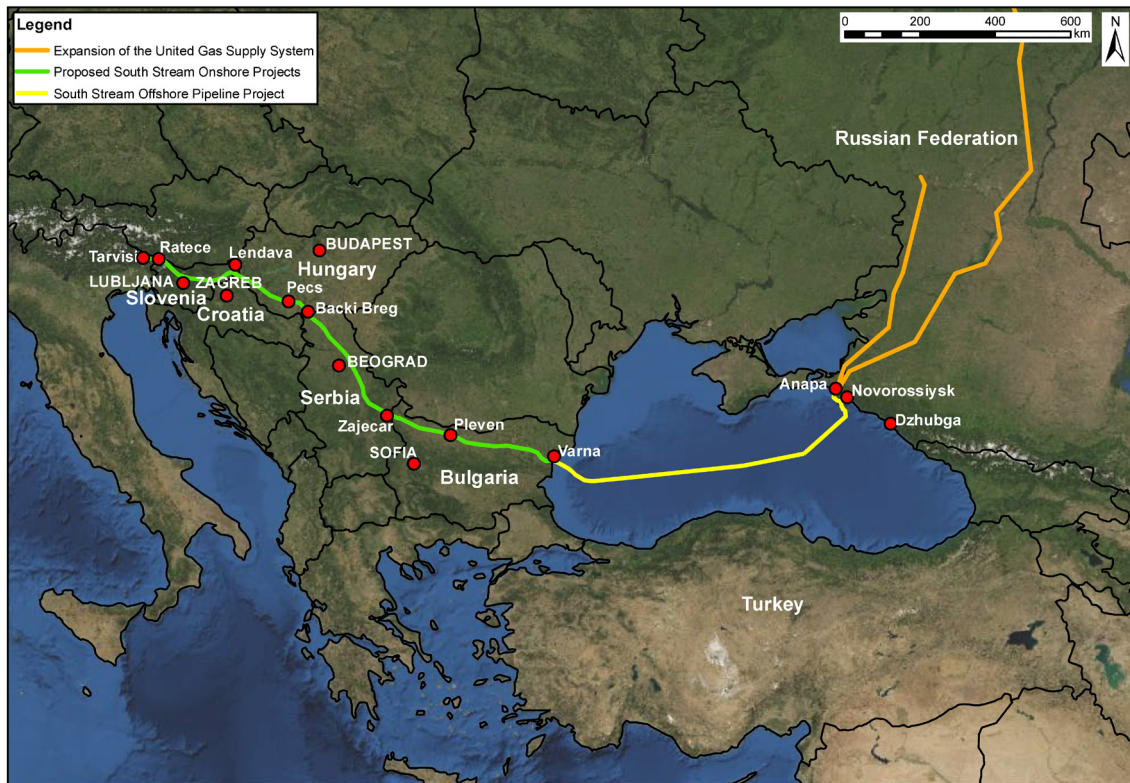 Legend
Expansion of the United Gas Supply System
Proposed South Stream Onshore Projects
South Stream Offshore Pipeline Project
0 200 400 600
km
N
Russian Federation
BUDAPEST
Hungary
Tarvisi
Ratece
Lendava
LUBLJANA
ZAGREB
Slovenia
Croatia
Pecs
Backi Breg
BEOGRAD
Serbia
Zajecar
Pleven
SOFIA
Bulgaria
Varna
Anapa
Novorossiysk
Dzhubga
Turkey